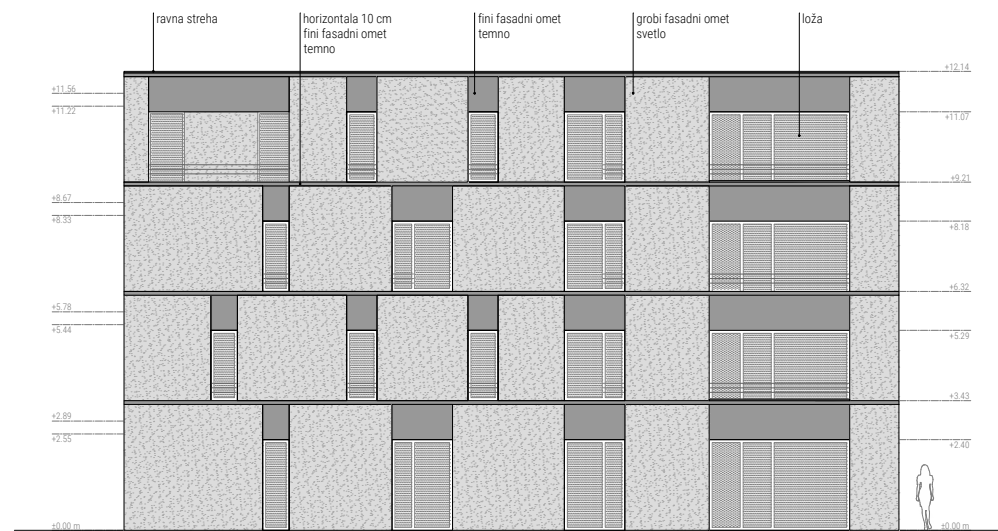 ravna streha
horizontala 10 cm
fini fasadni omet
temno
fini fasadni omet
temno
grobi fasadni omet
svetlo
loža
+12.14
+11.56
+11.22
+11.07
+9.21
+8.67
+8.33
+8.18
+6.32
+5.78
+5.44
+5.29
+3.43
+2.89
+2.55
+2.40
±0.00 m
±0.00 m